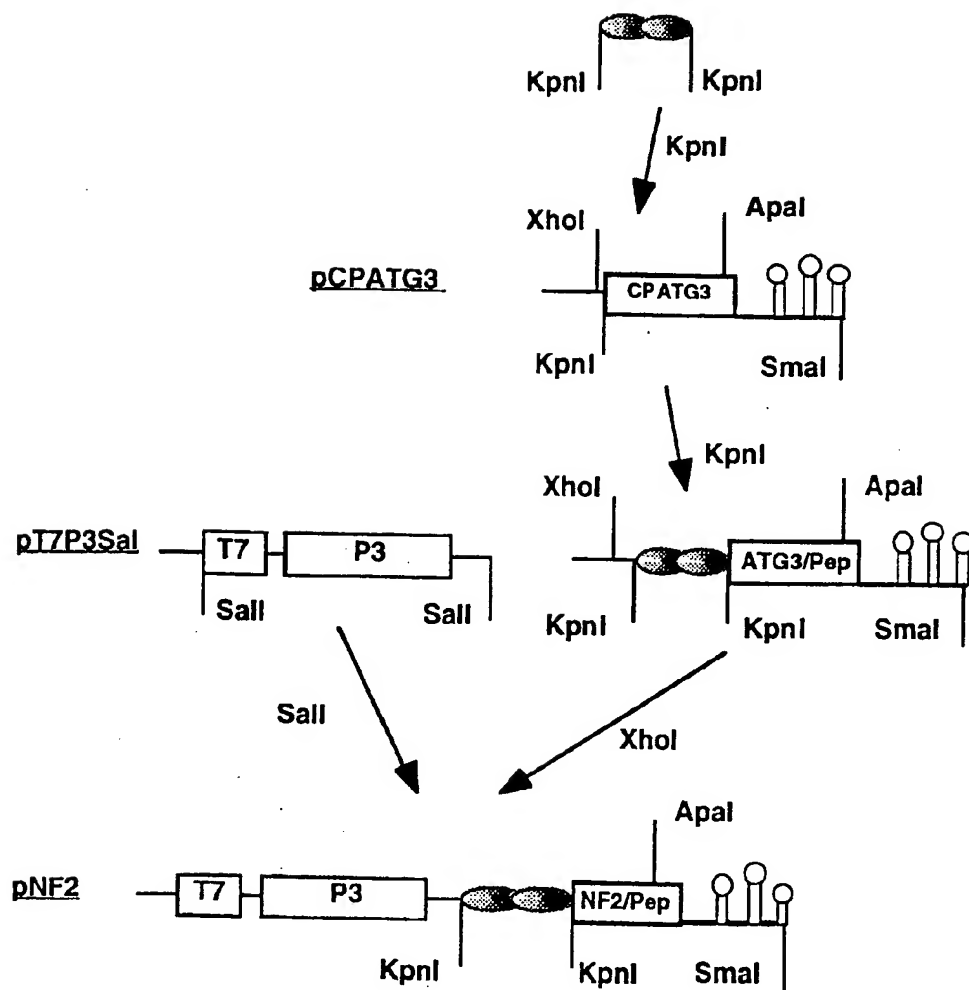 KpnI KpnI
KpnI
XhoI ApaI
pCPATG3
CPATG3
KpnI SmaI
KpnI
XhoI ApaI
pT7P3Sal T7 P3 ATG3/Pep
SalI SalI KpnI KpnI SmaI
SalI XhoI
ApaI
pNF2 T7 P3 NF2/Pep
KpnI KpnI SmaI